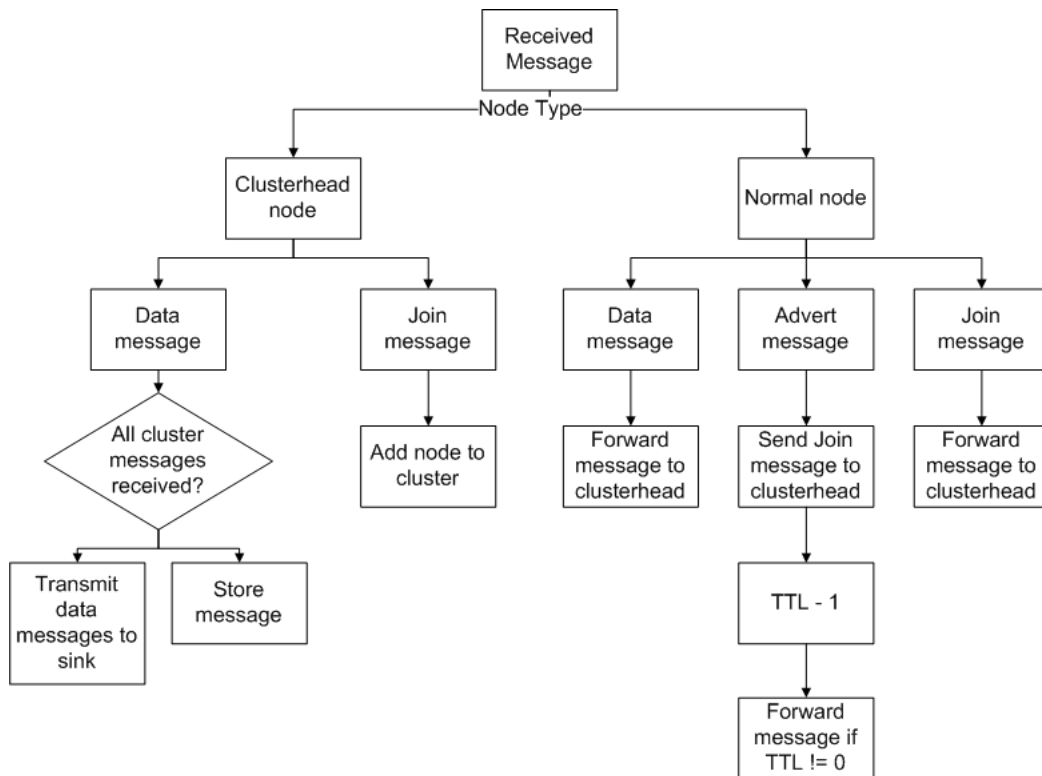 Received
Message
Node Type
Clusterhead
node
Normal node
Data
message
Join
message
Data
message
Advert
message
Join
message
All cluster
messages
received?
Add node to
cluster
Forward
message to
clusterhead
Send Join
message to
clusterhead
Forward
message to
clusterhead
Transmit
data
messages to
sink
Store
message
TTL - 1
Forward
message if
TTL != 0